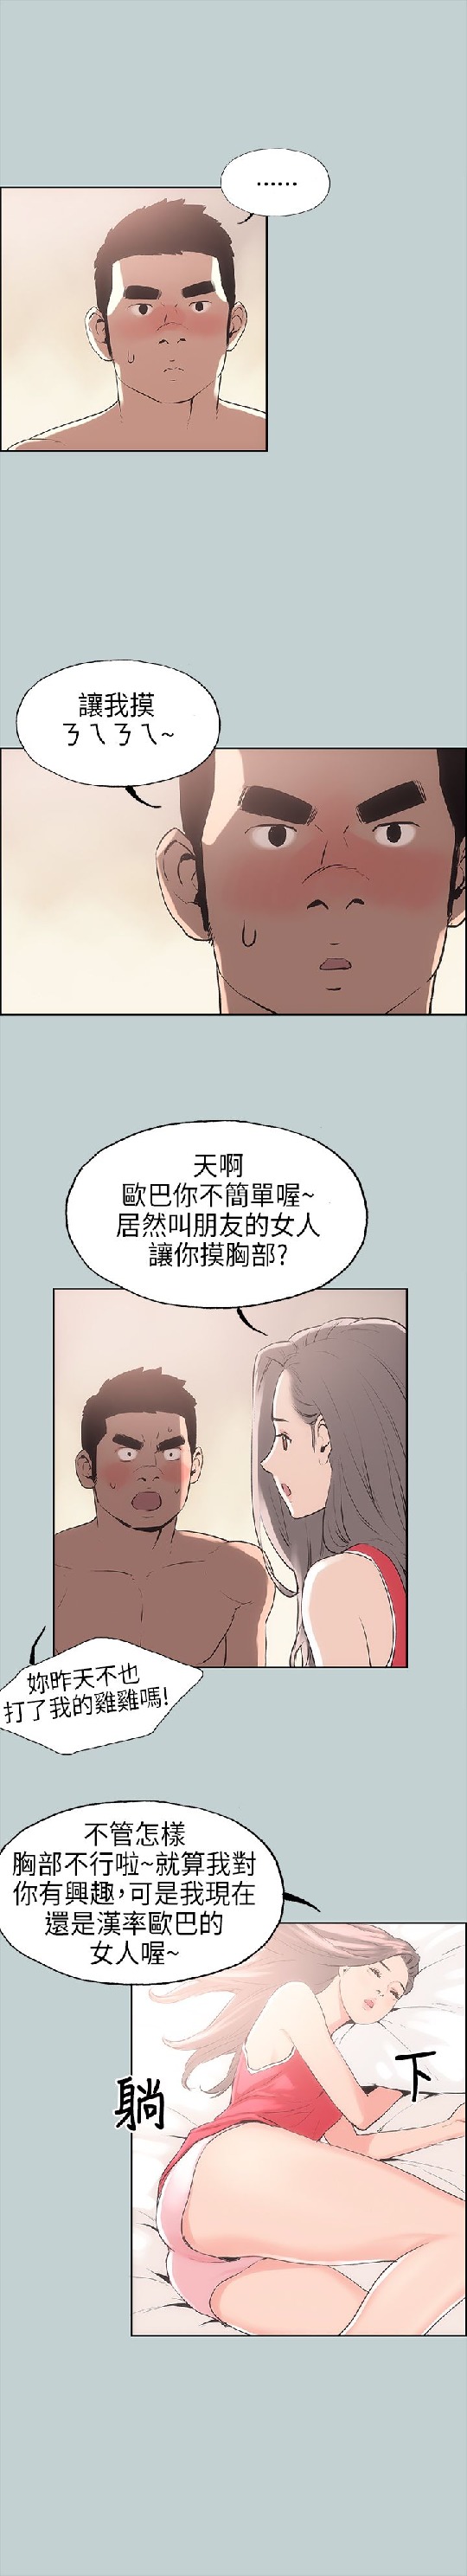 ······
讓我摸
ㄋㄟㄋㄟ~
天啊
歐巴你不簡單喔~
居然叫朋友的女人
讓你摸胸部?
妳昨天不也
打了我的雞雞嗎!
不管怎樣
胸部不行啦~就算我對
你有興趣,可是我現在
還是漢率歐巴的
女人喔~
躺
下